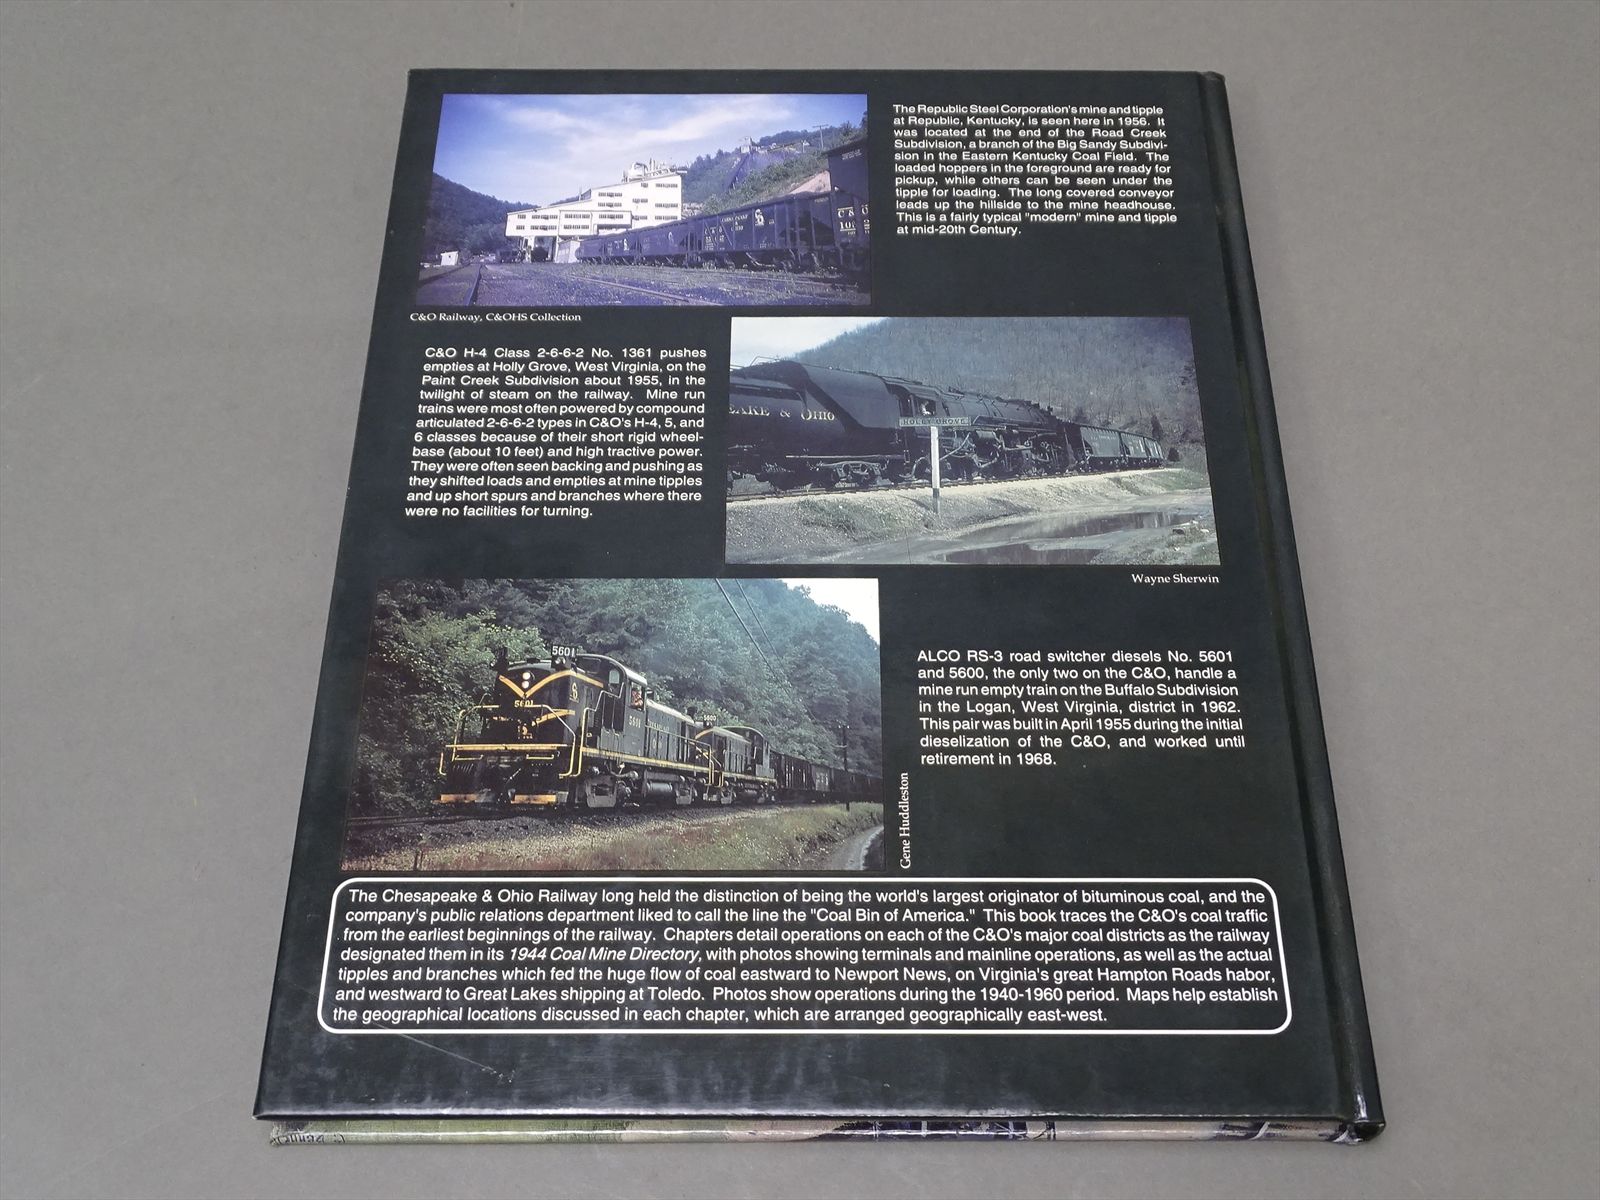 The Republic Steel Corporation's mine and tipple
at Republic, Kentucky, is seen here in 1956. It
was located at the end of the Road Creek
Subdivision, a branch of the Big Sandy Subdivi-
sion in the Eastern Kentucky Coal Field. The
loaded hoppers in the foreground are ready for
pickup, while others can be seen under the
tipple for loading. The long covered conveyor
leads up the hillside to the mine headhouse.
This is a fairly typical "modern" mine and tipple
at mid-20th Century.
C&O Railway, C&OHS Collection
C&O H-4 Class 2-6-6-2 No. 1361 pushes
empties at Holly Grove, West Virginia, on the
Paint Creek Subdivision about 1955, in the
twilight of steam on the railway. Mine run
trains were most often powered by compound
articulated 2-6-6-2 types in C&O's H-4, 5, and
6 classes because of their short rigid wheel-
base (about 10 feet) and high tractive power.
They were often seen backing and pushing as
they shifted loads and empties at mine tipples
and up short spurs and branches where there
were no facilities for turning.
EAKE & OHIO
HOLLY GROVE
Wayne Sherwin
5601
5601
5600
ALCO RS-3 road switcher diesels No. 5601
and 5600, the only two on the C&O, handle a
mine run empty train on the Buffalo Subdivision
in the Logan, West Virginia, district in 1962.
This pair was built in April 1955 during the initial
dieselization of the C&O, and worked until
retirement in 1968.
Gene Huddleston
The Chesapeake & Ohio Railway long held the distinction of being the world's largest originator of bituminous coal, and the
company's public relations department liked to call the line the "Coal Bin of America." This book traces the C&O's coal traffic
from the earliest beginnings of the railway. Chapters detail operations on each of the C&O's major coal districts as the railway
designated them in its 1944 Coal Mine Directory, with photos showing terminals and mainline operations, as well as the actual
tipples and branches which fed the huge flow of coal eastward to Newport News, on Virginia's great Hampton Roads habor,
and westward to Great Lakes shipping at Toledo. Photos show operations during the 1940-1960 period. Maps help establish
the geographical locations discussed in each chapter, which are arranged geographically east-west.